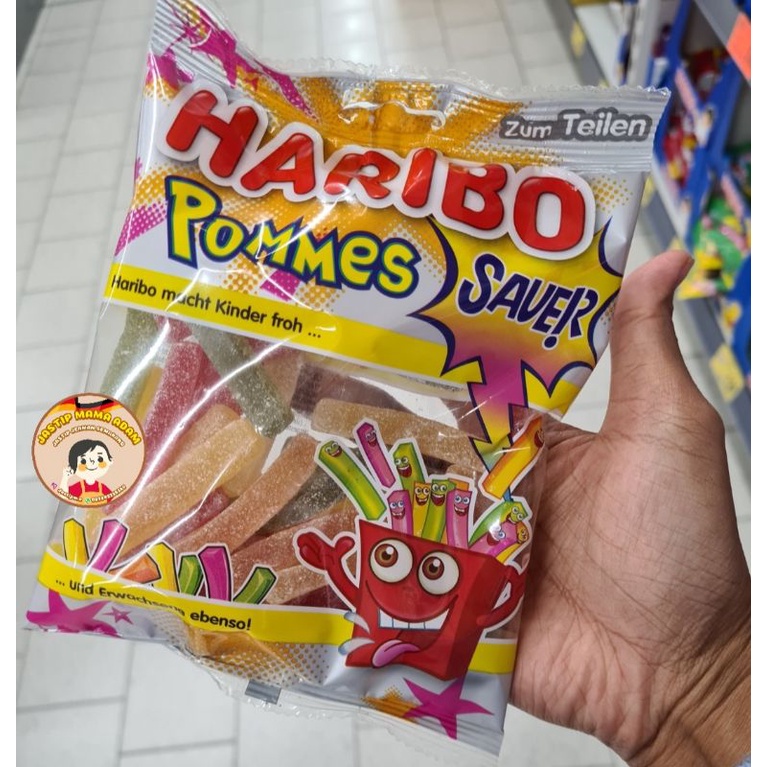 Zum Teilen
HARIBO
Pommes
SAUER
Haribo macht Kinder froh ...
JASTIP MAMA ADAM
... und Erwachsene ebenso!